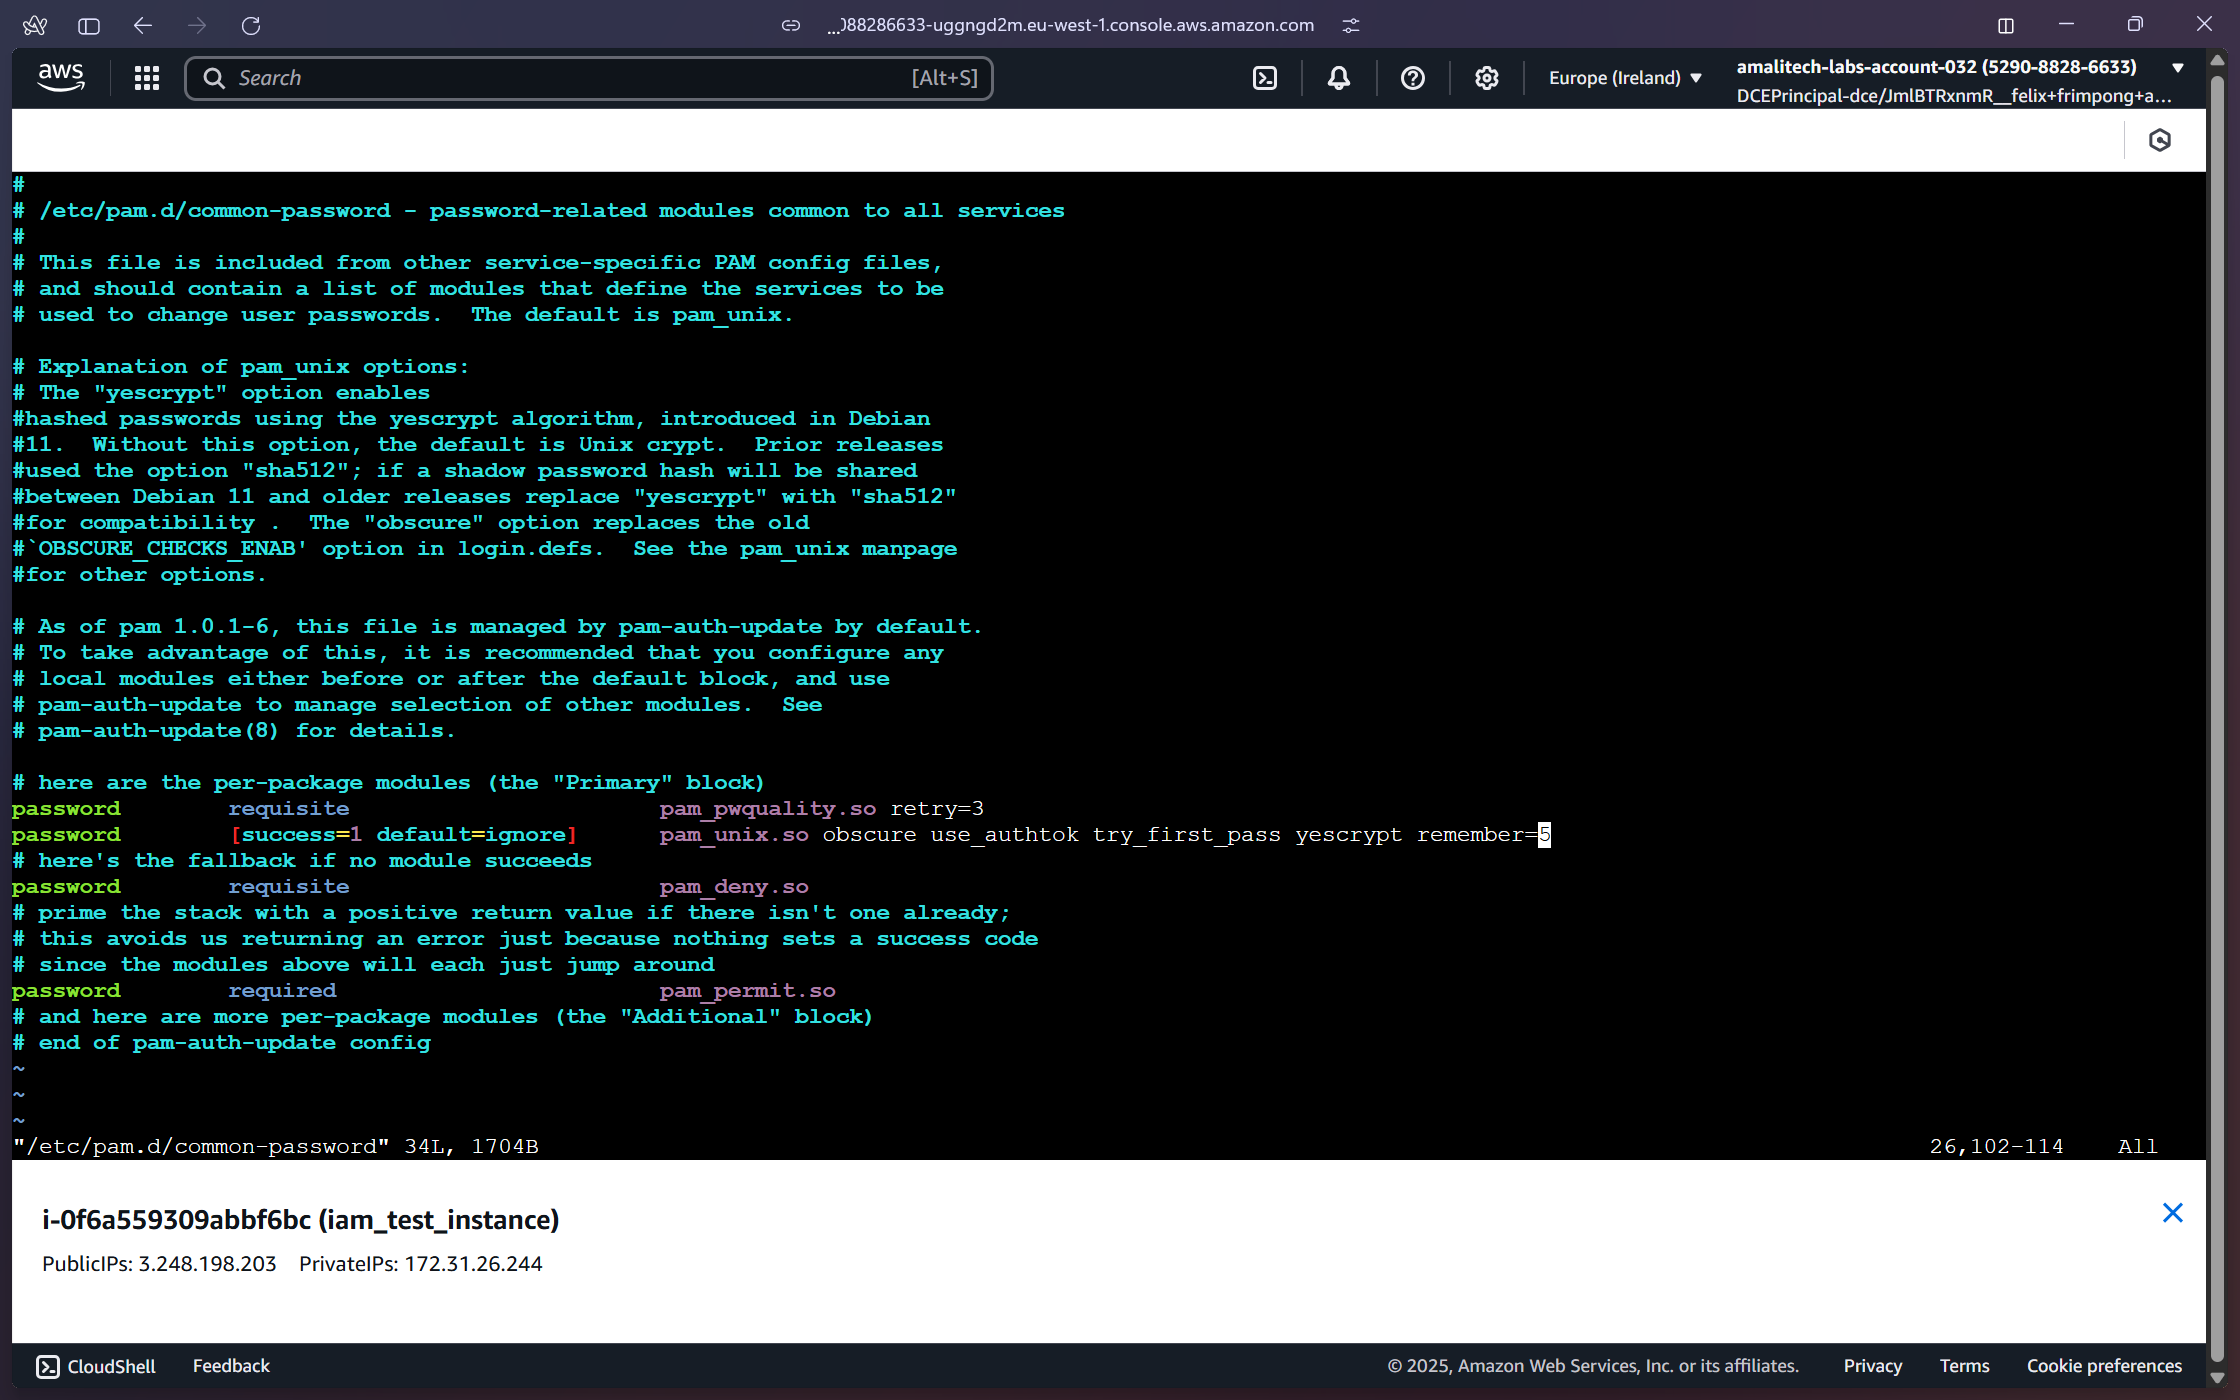 ...)88286633-uggngd2m.eu-west-1.console.aws.amazon.com
aws
Search
[Alt+S]
Europe (Ireland)
amalitech-labs-account-032 (5290-8828-6633)
DCEPrincipal-dce/JmlBTRxnmR__felix+frimpong+a...
#
# /etc/pam.d/common-password - password-related modules common to all services
#
# This file is included from other service-specific PAM config files,
# and should contain a list of modules that define the services to be
# used to change user passwords.  The default is pam_unix.
# Explanation of pam_unix options:
# The "yescrypt" option enables
#hashed passwords using the yescrypt algorithm, introduced in Debian
#11.  Without this option, the default is Unix crypt.  Prior releases
#used the option "sha512"; if a shadow password hash will be shared
#between Debian 11 and older releases replace "yescrypt" with "sha512"
#for compatibility .  The "obscure" option replaces the old
#`OBSCURE_CHECKS_ENAB' option in login.defs.  See the pam_unix manpage
#for other options.
# As of pam 1.0.1-6, this file is managed by pam-auth-update by default.
# To take advantage of this, it is recommended that you configure any
# local modules either before or after the default block, and use
# pam-auth-update to manage selection of other modules.  See
# pam-auth-update(8) for details.
# here are the per-package modules (the "Primary" block)
password        requisite                       pam_pwquality.so retry=3
password        [success=1 default=ignore]      pam_unix.so obscure use_authtok try_first_pass yescrypt remember=5
# here's the fallback if no module succeeds
password        requisite                       pam_deny.so
# prime the stack with a positive return value if there isn't one already;
# this avoids us returning an error just because nothing sets a success code
# since the modules above will each just jump around
password        required                        pam_permit.so
# and here are more per-package modules (the "Additional" block)
# end of pam-auth-update config
~
~
~
"/etc/pam.d/common-password" 34L, 1704B
26,102-114    All
i-0f6a559309abbf6bc (iam_test_instance)
PublicIPs: 3.248.198.203    PrivateIPs: 172.31.26.244
CloudShell
Feedback
© 2025, Amazon Web Services, Inc. or its affiliates.
Privacy
Terms
Cookie preferences